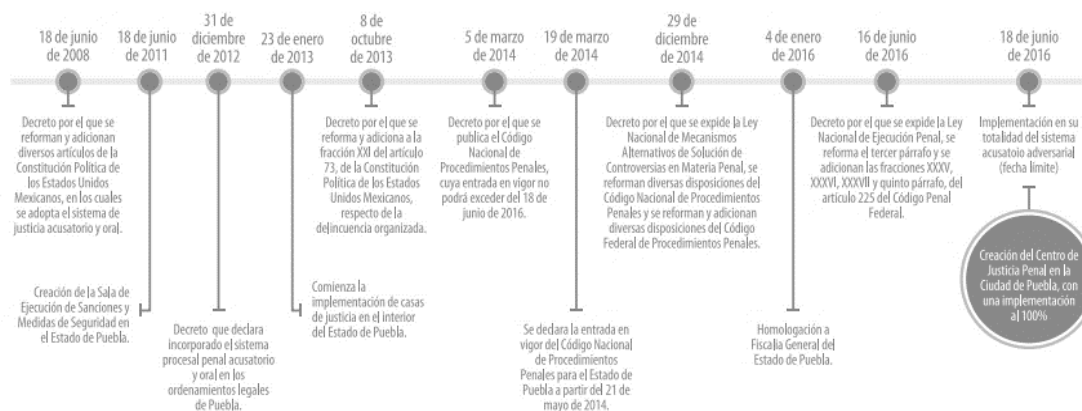 18 de junio
de 2008
18 de junio
de 2011
31 de
diciembre
de 2012
23 de enero
de 2013
8 de
octubre
de 2013
5 de marzo
de 2014
19 de marzo
de 2014
29 de
diciembre
de 2014
4 de enero
de 2016
16 de junio
de 2016
18 de junio
de 2016
Decreto por el que se
reforman y adicionan
diversos artículos de la
Constitución Política de
los Estados Unidos
Mexicanos, en los cuales
se adopta el sistema de
justicia acusatorio y oral.
Creación de la Sala de
Ejecución de Sanciones y
Medidas de Seguridad en
el Estado de Puebla.
Decreto que declara
incorporado el sistema
procesal penal acusatorio
y oral en los
ordenamientos legales
de Puebla.
Comienza la
implementación de casas
de justicia en el interior
del Estado de Puebla.
Decreto por el que se
reforma y adiciona a la
fracción XXI del artículo
73, de la Constitución
Política de los Estados
Unidos Mexicanos,
respecto de la
delincuencia organizada.
Decreto por el que se
publica el Código
Nacional de
Procedimientos Penales,
cuya entrada en vigor no
podrá exceder del 18 de
junio de 2016.
Se declara la entrada en
vigor del Código Nacional
de Procedimientos
Penales para el Estado de
Puebla a partir del 21 de
mayo de 2014.
Decreto por el que se expide la Ley
Nacional de Mecanismos
Alternativos de Solución de
Controversias en Materia Penal, se
reforman diversas disposiciones del
Código Nacional de Procedimientos
Penales y se reforman y adicionan
diversas disposiciones del Código
Federal de Procedimientos Penales.
Homologación a
Fiscalía General del
Estado de Puebla.
Decreto por el que se expide la Ley
Nacional de Ejecución Penal, se
reforma el tercer párrafo y se
adicionan las fracciones XXXV,
XXXVI, XXXVII y quinto párrafo, del
artículo 225 del Código Penal
Federal.
Implementación en su
totalidad del sistema
acusatoio adversarial
(fecha límite)
Creación del Centro de
Justicia Penal en la
Ciudad de Puebla, con
una implementación
al 100%